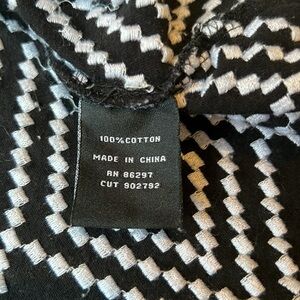 100%COTTON
MADE IN CHINA
RN 86297
CUT 902792